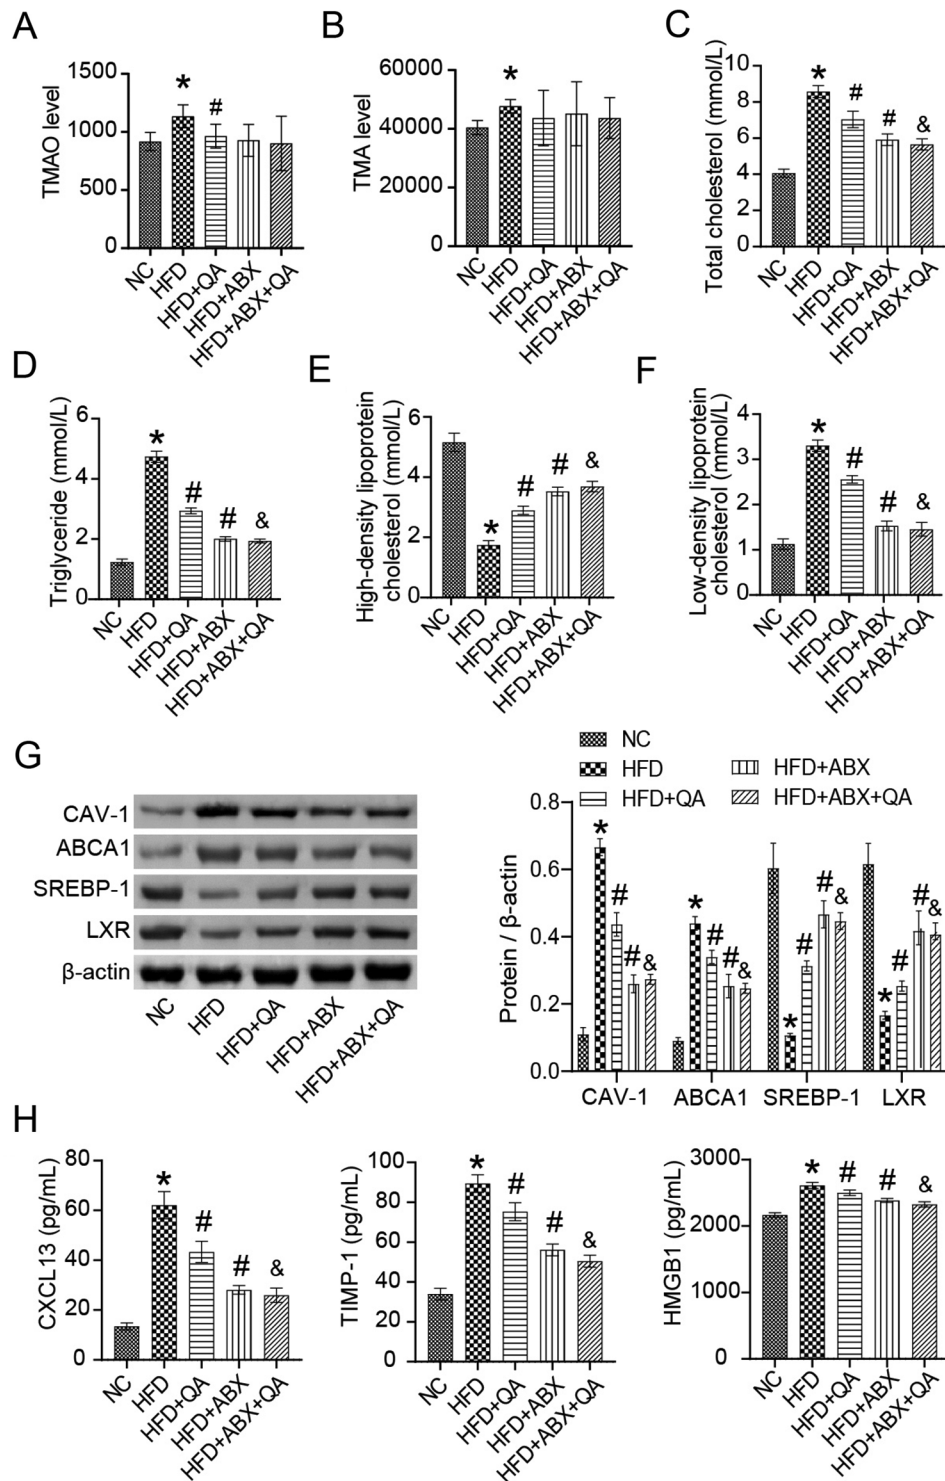 A
TMAO level
1500
1000
500
0
*
#
NC
HFD
HFD+QA
HFD+ABX
HFD+ABX+QA
B
TMA level
60000
40000
20000
0
*
NC
HFD
HFD+QA
HFD+ABX
HFD+ABX+QA
C
Total cholesterol (mmol/L)
10
8
6
4
2
0
*
#
#
&
NC
HFD
HFD+QA
HFD+ABX
HFD+ABX+QA
D
Triglyceride (mmol/L)
6
4
2
0
*
#
#
&
NC
HFD
HFD+QA
HFD+ABX
HFD+ABX+QA
E
High-density lipoprotein
cholesterol (mmol/L)
6
4
2
0
*
#
#
&
NC
HFD
HFD+QA
HFD+ABX
HFD+ABX+QA
F
Low-density lipoprotein
cholesterol (mmol/L)
4
3
2
1
0
*
#
#
&
NC
HFD
HFD+QA
HFD+ABX
HFD+ABX+QA
G
CAV-1
ABCA1
SREBP-1
LXR
β-actin
NC
HFD
HFD+QA
HFD+ABX
HFD+ABX+QA
NC
HFD
HFD+QA
HFD+ABX
HFD+ABX+QA
Protein / β-actin
0.8
0.6
0.4
0.2
0.0
*
#
#
&
*
#
#
&
*
#
#
&
*
#
#
&
CAV-1
ABCA1
SREBP-1
LXR
H
CXCL13 (pg/mL)
80
60
40
20
0
*
#
#
&
NC
HFD
HFD+QA
HFD+ABX
HFD+ABX+QA
TIMP-1 (pg/mL)
100
80
60
40
20
0
*
#
#
&
NC
HFD
HFD+QA
HFD+ABX
HFD+ABX+QA
HMGB1 (pg/mL)
3000
2000
1000
0
*
#
#
&
NC
HFD
HFD+QA
HFD+ABX
HFD+ABX+QA